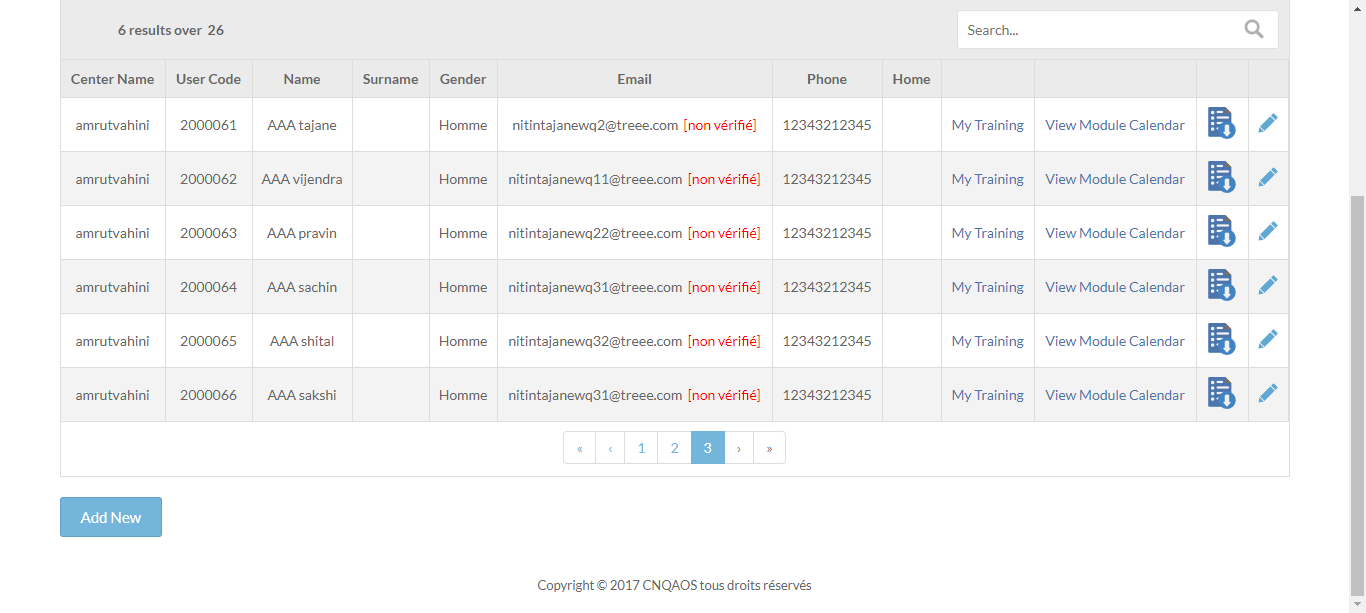 6 results over 26
Search...
Center Name User Code Name Surname Gender Email Phone Home
amrutvahini 2000061 AAA tajane Homme nitintajanewq2@treee.com [non vérifié] 12343212345 My Training View Module Calendar
amrutvahini 2000062 AAA vijendra Homme nitintajanewq11@treee.com [non vérifié] 12343212345 My Training View Module Calendar
amrutvahini 2000063 AAA pravin Homme nitintajanewq22@treee.com [non vérifié] 12343212345 My Training View Module Calendar
amrutvahini 2000064 AAA sachin Homme nitintajanewq31@treee.com [non vérifié] 12343212345 My Training View Module Calendar
amrutvahini 2000065 AAA shital Homme nitintajanewq32@treee.com [non vérifié] 12343212345 My Training View Module Calendar
amrutvahini 2000066 AAA sakshi Homme nitintajanewq31@treee.com [non vérifié] 12343212345 My Training View Module Calendar
« ‹ 1 2 3 › »
Add New
Copyright © 2017 CNQAOS tous droits réservés